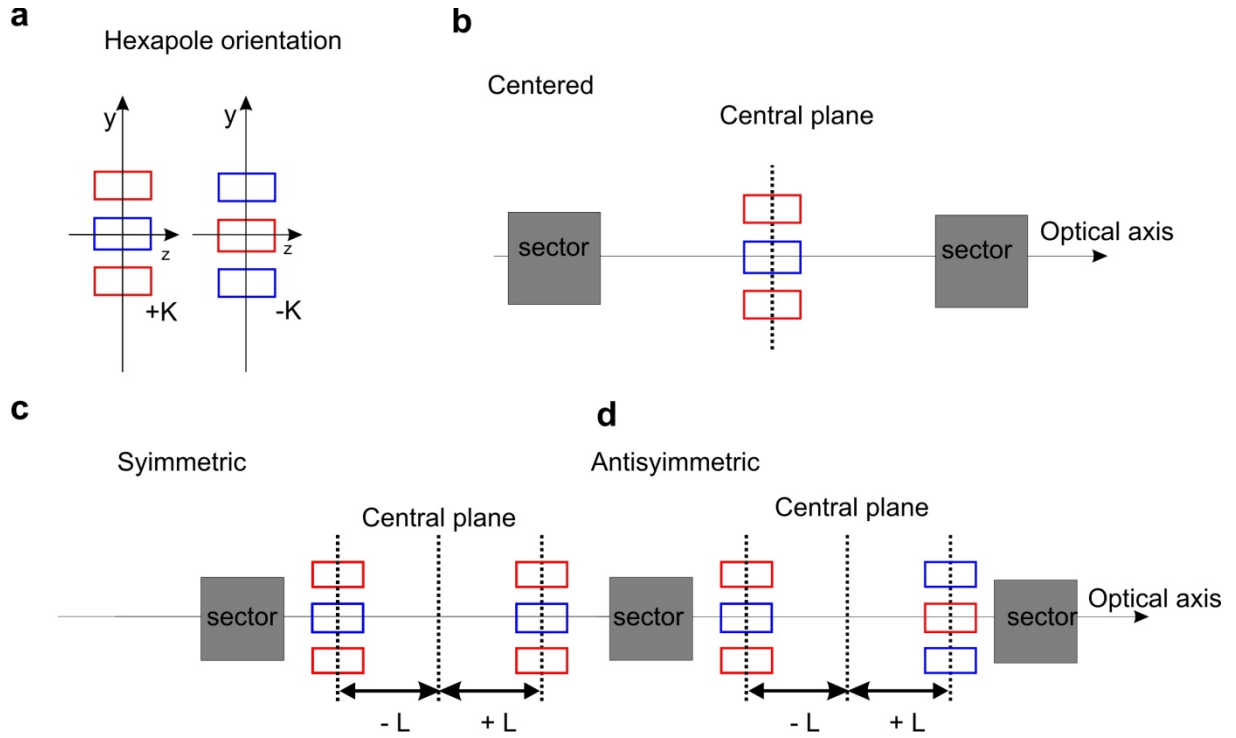 a
Hexapole orientation
y
z
+K
y
z
-K
b
Centered
Central plane
sector
sector
Optical axis
c
Syimmetric
Central plane
sector
- L
+ L
d
Antisyimmetric
Central plane
sector
sector
Optical axis
- L
+ L